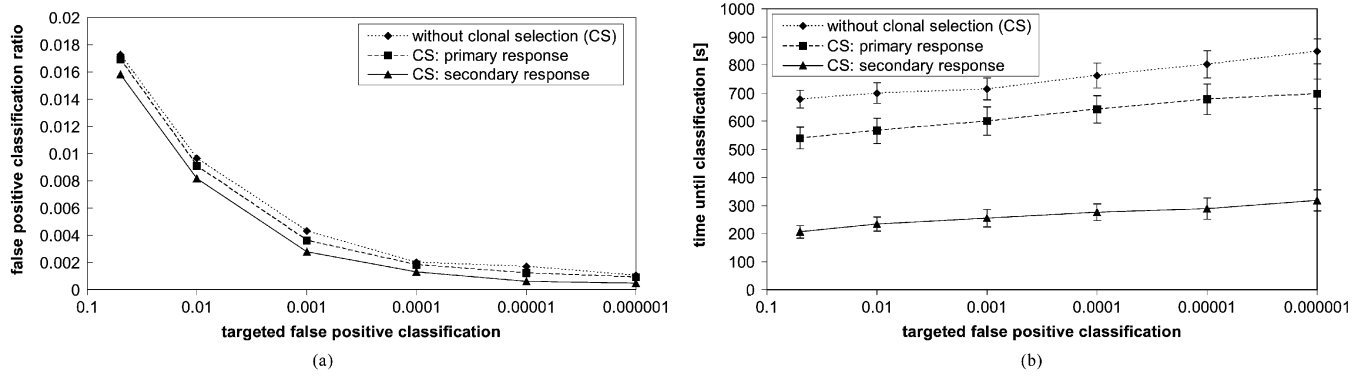 0.02
0.018
0.016
0.014
0.012
0.01
0.008
0.006
0.004
0.002
0
false positive classification ratio
without clonal selection (CS)
CS: primary response
CS: secondary response
0.1 0.01 0.001 0.0001 0.00001 0.000001
targeted false positive classification
(a)
1000
900
800
700
600
500
400
300
200
100
0
time until classification [s]
without clonal selection (CS)
CS: primary response
CS: secondary response
0.1 0.01 0.001 0.0001 0.00001 0.000001
targeted false positive classification
(b)